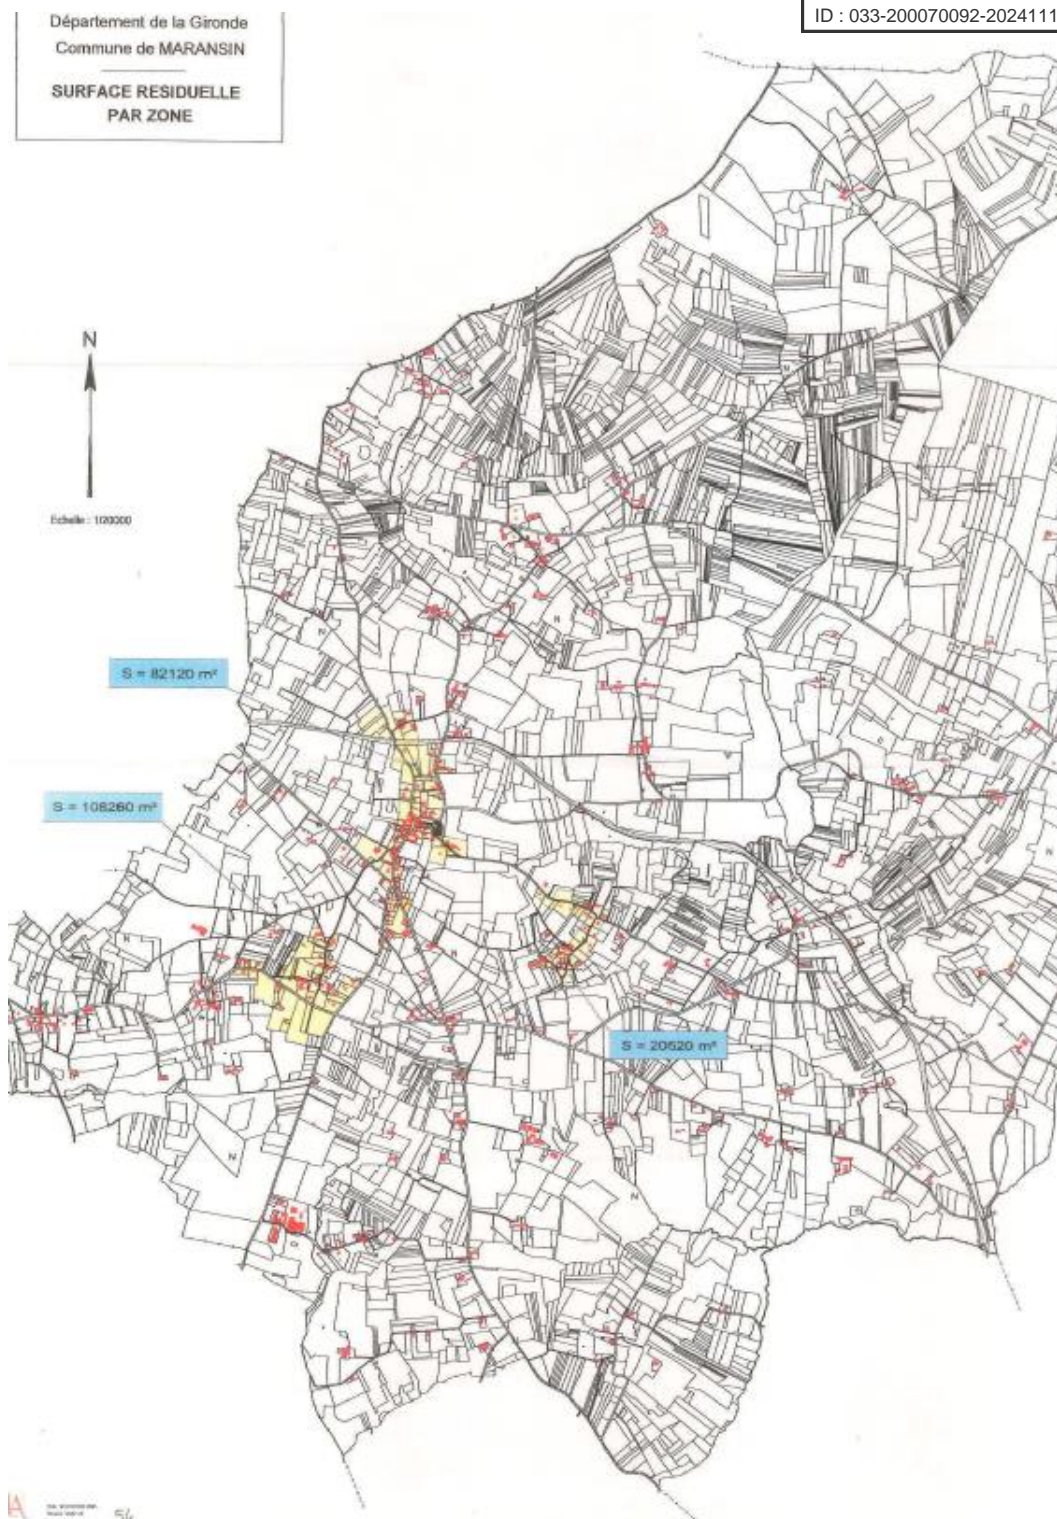 ID : 033-200070092-2024111
Département de la Gironde
Commune de MARANSIN
SURFACE RESIDUELLE
PAR ZONE
N
Echelle : 1/20000
S = 82120 m²
S = 108260 m²
S = 20520 m²
N
N
N
N
N
N
N
54